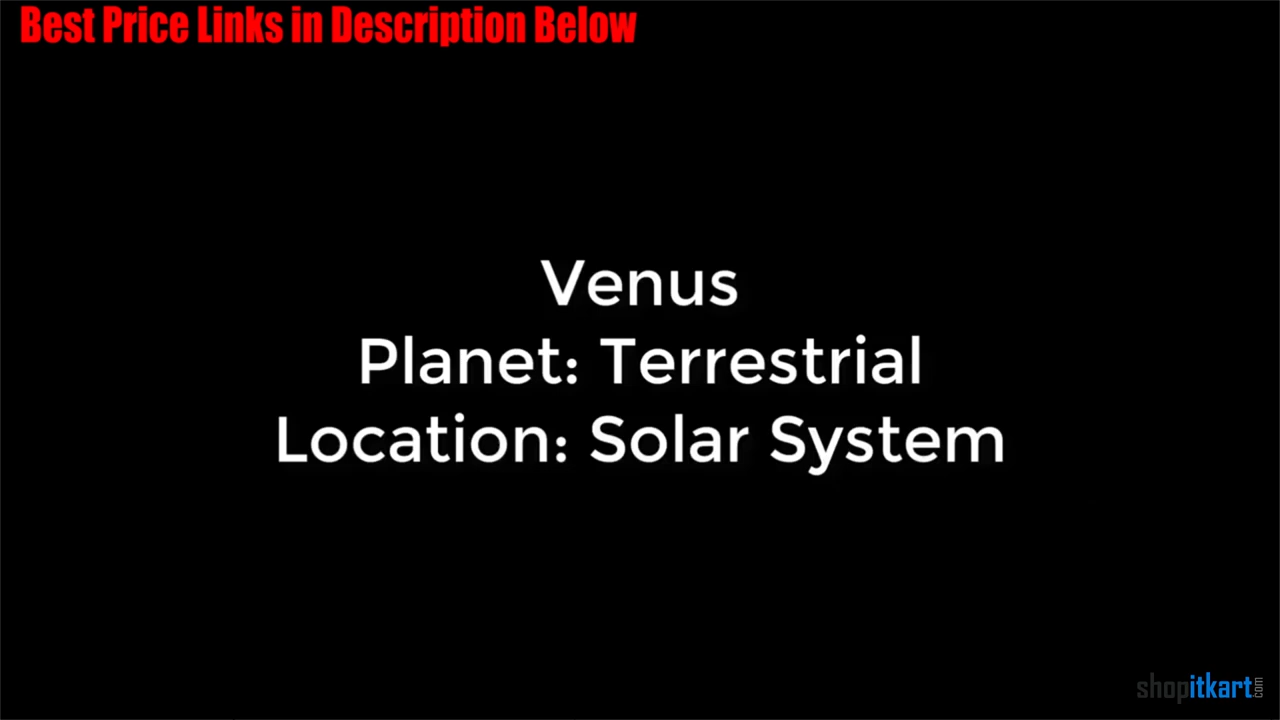 Best Price Links in Description Below
Venus
Planet: Terrestrial
Location: Solar System
shopitkart.com